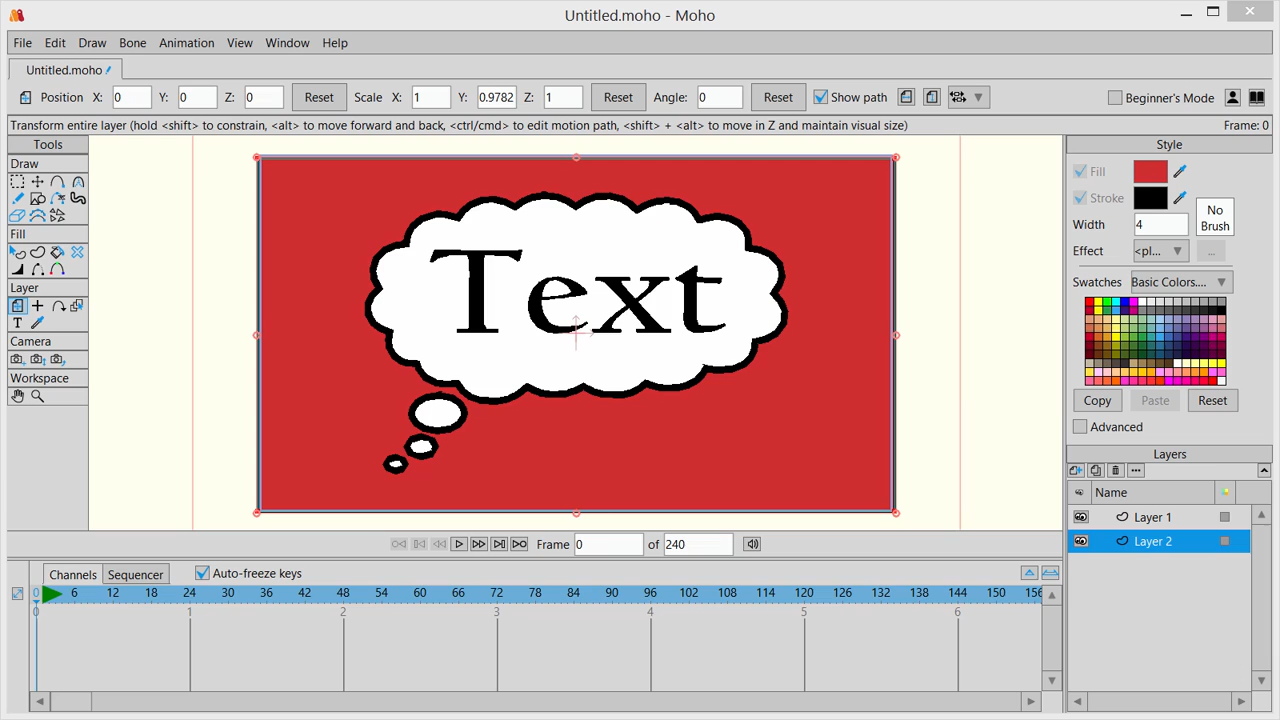 Untitled.moho - Moho
File Edit Draw Bone Animation View Window Help
Untitled.moho
Position X: 0 Y: 0 Z: 0 Reset Scale X: 1 Y: 0.9782 Z: 1 Reset Angle: 0 Reset Show path Beginner's Mode
Transform entire layer (hold <shift> to constrain, <alt> to move forward and back, <ctrl/cmd> to edit motion path, <shift> + <alt> to move in Z and maintain visual size) Frame: 0
Tools
Draw
Fill
Layer
T
Camera
Workspace
Text
Style
Fill
Stroke
Width
4
No
Brush
Effect <pl... ...
Swatches Basic Colors...
Copy Paste Reset
Advanced
Layers
Name
Layer 1
Layer 2
Frame 0 of 240
Channels Sequencer Auto-freeze keys
0 6 12 18 24 30 36 42 48 54 60 66 72 78 84 90 96 102 108 114 120 126 132 138 144 150 156
0 1 2 3 4 5 6